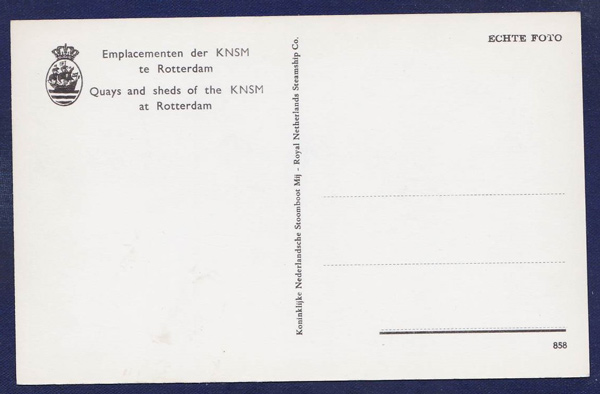 Emplacementen der KNSM
te Rotterdam
Quays and sheds of the KNSM
at Rotterdam
Koninklijke Nederlandsche Stoomboot Mij - Royal Netherlands Steamship Co.
ECHTE FOTO
858